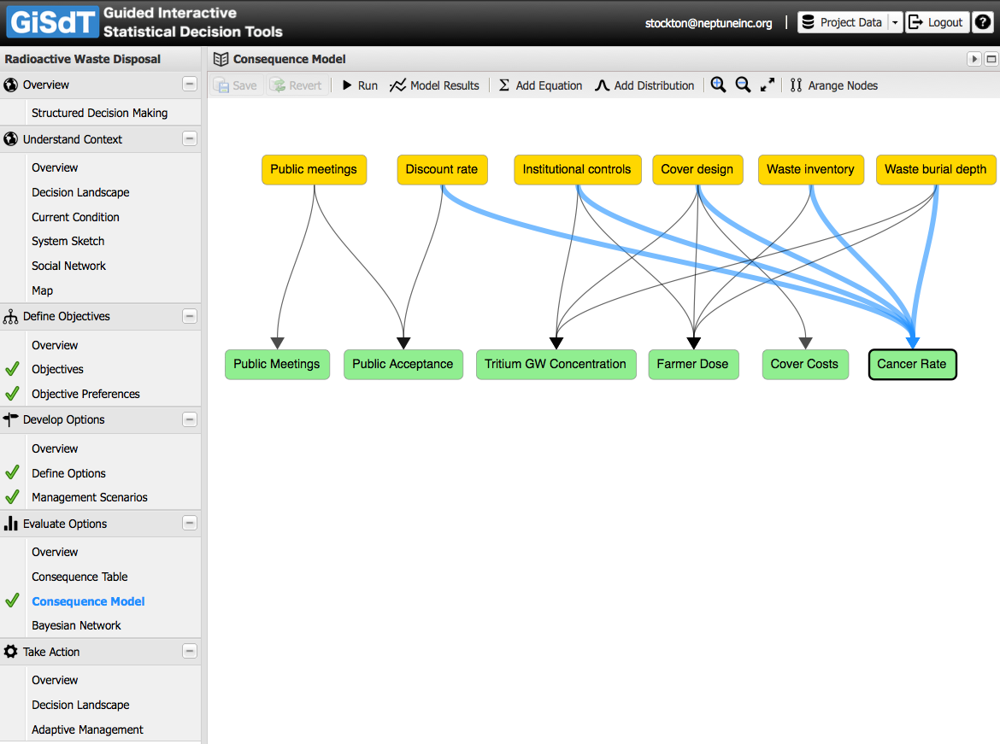 GiSdT Guided Interactive
Statistical Decision Tools
stockton@neptuneinc.org | Project Data Logout ?
Radioactive Waste Disposal
Overview
Structured Decision Making
Understand Context
Overview
Decision Landscape
Current Condition
System Sketch
Social Network
Map
Define Objectives
Overview
Objectives
Objective Preferences
Develop Options
Overview
Define Options
Management Scenarios
Evaluate Options
Overview
Consequence Table
Consequence Model
Bayesian Network
Take Action
Overview
Decision Landscape
Adaptive Management
Consequence Model
Save Revert Run Model Results Σ Add Equation Add Distribution Arange Nodes
Public meetings Discount rate Institutional controls Cover design Waste inventory Waste burial depth
Public Meetings Public Acceptance Tritium GW Concentration Farmer Dose Cover Costs Cancer Rate